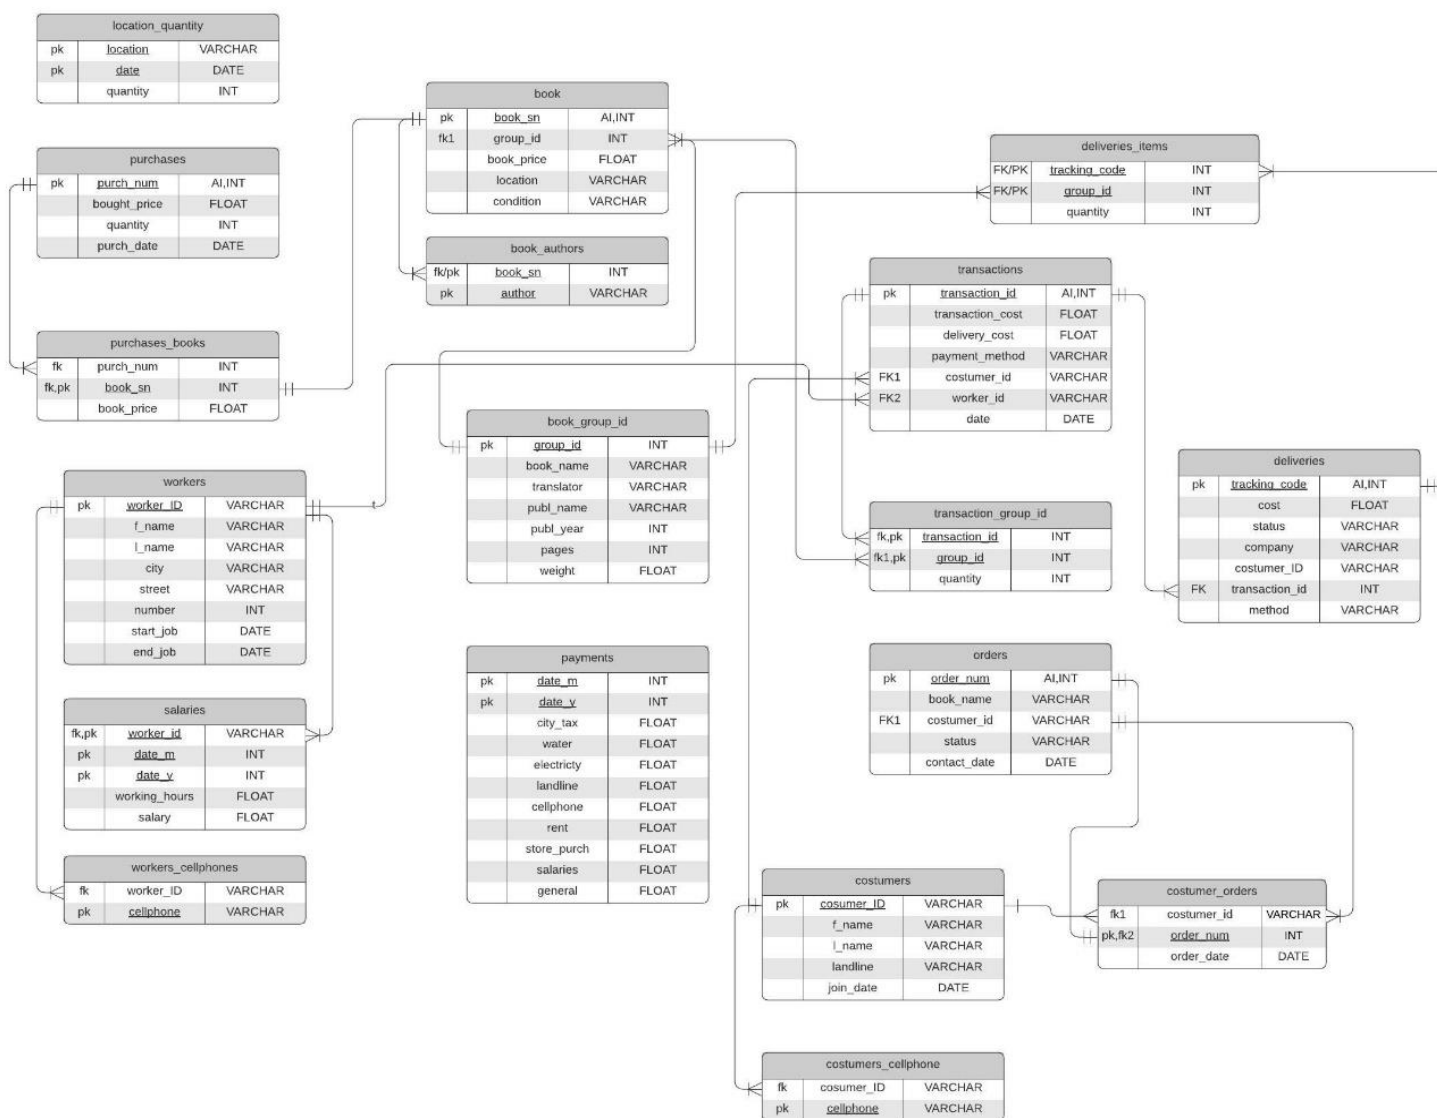 location_quantity
pk location VARCHAR
pk date DATE
quantity INT
purchases
pk purch_num AI,INT
bought_price FLOAT
quantity INT
purch_date DATE
purchases_books
fk purch_num INT
fk,pk book_sn INT
book_price FLOAT
workers
pk worker_ID VARCHAR
f_name VARCHAR
l_name VARCHAR
city VARCHAR
street VARCHAR
number INT
start_job DATE
end_job DATE
salaries
fk,pk worker_id VARCHAR
pk date_m INT
pk date_y INT
working_hours FLOAT
salary FLOAT
workers_cellphones
fk worker_ID VARCHAR
pk cellphone VARCHAR
book
pk book_sn AI,INT
fk1 group_id INT
book_price FLOAT
location VARCHAR
condition VARCHAR
book_authors
fk/pk book_sn INT
pk author VARCHAR
book_group_id
pk group_id INT
book_name VARCHAR
translator VARCHAR
publ_name VARCHAR
publ_year INT
pages INT
weight FLOAT
payments
pk date_m INT
pk date_y INT
city_tax FLOAT
water FLOAT
electricty FLOAT
landline FLOAT
cellphone FLOAT
rent FLOAT
store_purch FLOAT
salaries FLOAT
general FLOAT
deliveries_items
FK/PK tracking_code INT
FK/PK group_id INT
quantity INT
transactions
pk transaction_id AI,INT
transaction_cost FLOAT
delivery_cost FLOAT
payment_method VARCHAR
FK1 costumer_id VARCHAR
FK2 worker_id VARCHAR
date DATE
transaction_group_id
fk,pk transaction_id INT
fk1,pk group_id INT
quantity INT
deliveries
pk tracking_code AI,INT
cost FLOAT
status VARCHAR
company VARCHAR
costumer_ID VARCHAR
FK transaction_id INT
method VARCHAR
orders
pk order_num AI,INT
book_name VARCHAR
FK1 costumer_id VARCHAR
status VARCHAR
contact_date DATE
costumers
pk cosumer_ID VARCHAR
f_name VARCHAR
l_name VARCHAR
landline VARCHAR
join_date DATE
costumer_orders
fk1 costumer_id VARCHAR
pk,fk2 order_num INT
order_date DATE
costumers_cellphone
fk cosumer_ID VARCHAR
pk cellphone VARCHAR